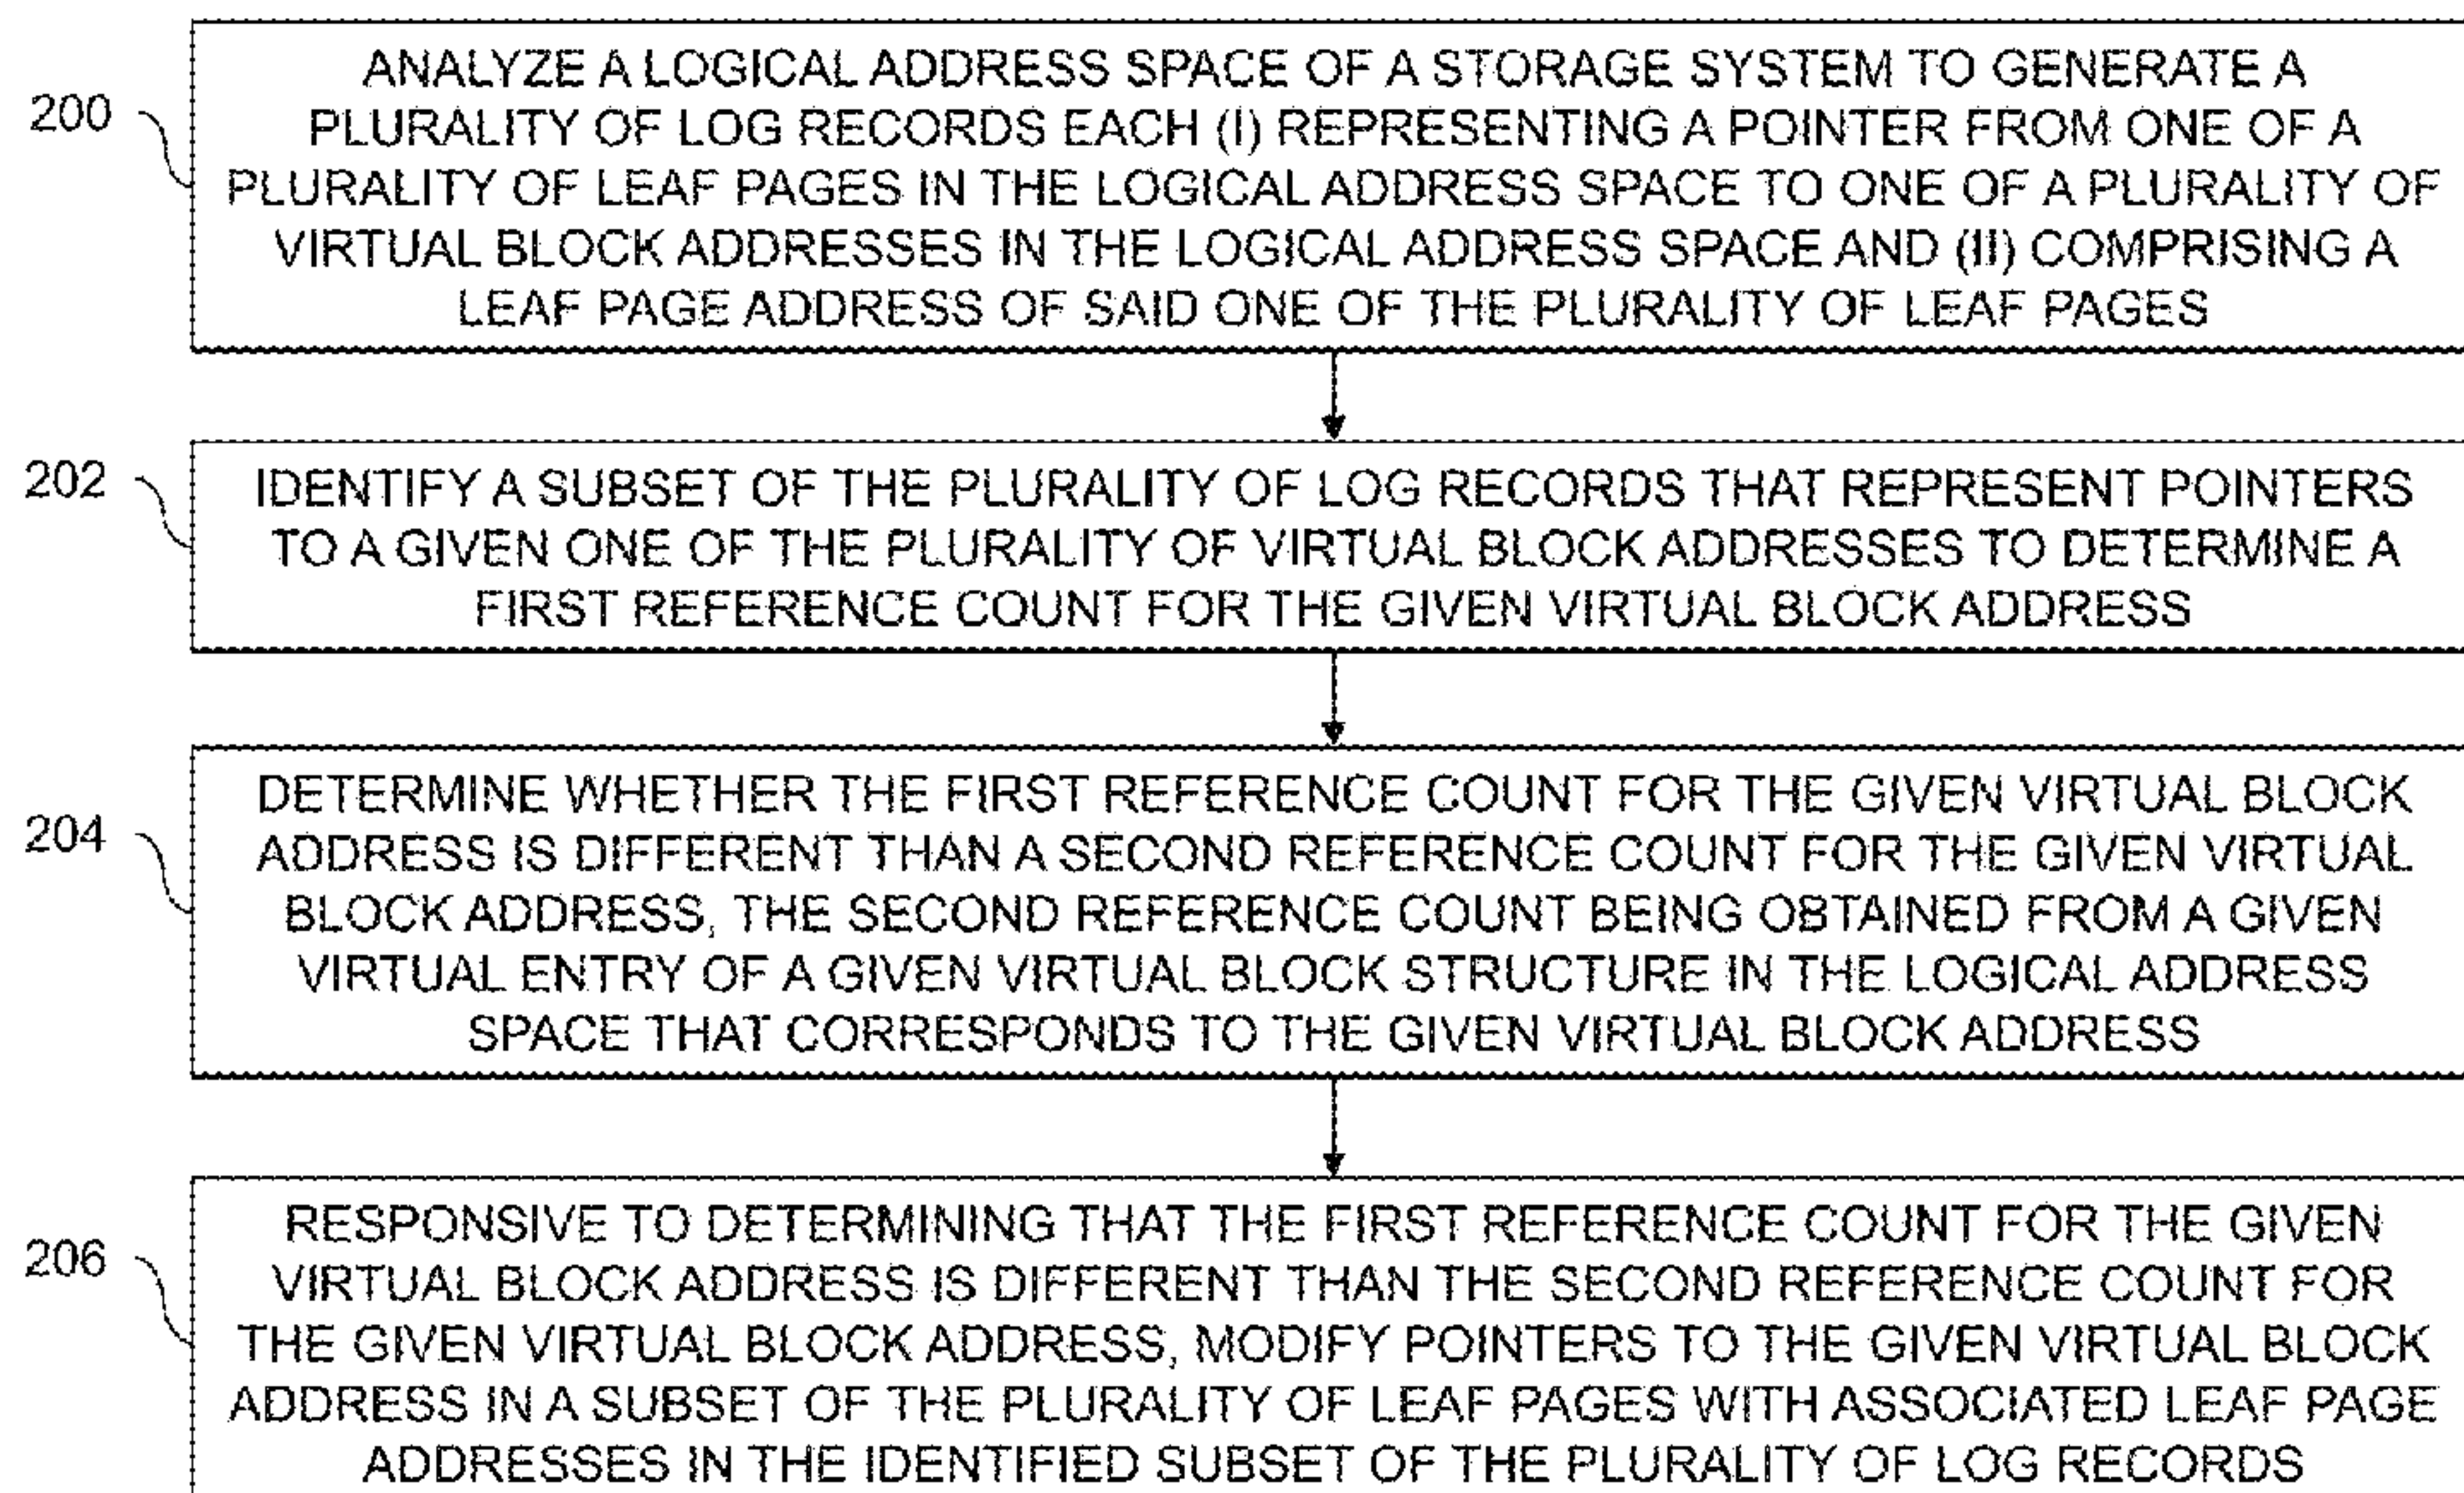 200
ANALYZE A LOGICAL ADDRESS SPACE OF A STORAGE SYSTEM TO GENERATE A
PLURALITY OF LOG RECORDS EACH (I) REPRESENTING A POINTER FROM ONE OF A
PLURALITY OF LEAF PAGES IN THE LOGICAL ADDRESS SPACE TO ONE OF A PLURALITY OF
VIRTUAL BLOCK ADDRESSES IN THE LOGICAL ADDRESS SPACE AND (II) COMPRISING A
LEAF PAGE ADDRESS OF SAID ONE OF THE PLURALITY OF LEAF PAGES
202
IDENTIFY A SUBSET OF THE PLURALITY OF LOG RECORDS THAT REPRESENT POINTERS
TO A GIVEN ONE OF THE PLURALITY OF VIRTUAL BLOCK ADDRESSES TO DETERMINE A
FIRST REFERENCE COUNT FOR THE GIVEN VIRTUAL BLOCK ADDRESS
204
DETERMINE WHETHER THE FIRST REFERENCE COUNT FOR THE GIVEN VIRTUAL BLOCK
ADDRESS IS DIFFERENT THAN A SECOND REFERENCE COUNT FOR THE GIVEN VIRTUAL
BLOCK ADDRESS, THE SECOND REFERENCE COUNT BEING OBTAINED FROM A GIVEN
VIRTUAL ENTRY OF A GIVEN VIRTUAL BLOCK STRUCTURE IN THE LOGICAL ADDRESS
SPACE THAT CORRESPONDS TO THE GIVEN VIRTUAL BLOCK ADDRESS
206
RESPONSIVE TO DETERMINING THAT THE FIRST REFERENCE COUNT FOR THE GIVEN
VIRTUAL BLOCK ADDRESS IS DIFFERENT THAN THE SECOND REFERENCE COUNT FOR
THE GIVEN VIRTUAL BLOCK ADDRESS, MODIFY POINTERS TO THE GIVEN VIRTUAL BLOCK
ADDRESS IN A SUBSET OF THE PLURALITY OF LEAF PAGES WITH ASSOCIATED LEAF PAGE
ADDRESSES IN THE IDENTIFIED SUBSET OF THE PLURALITY OF LOG RECORDS